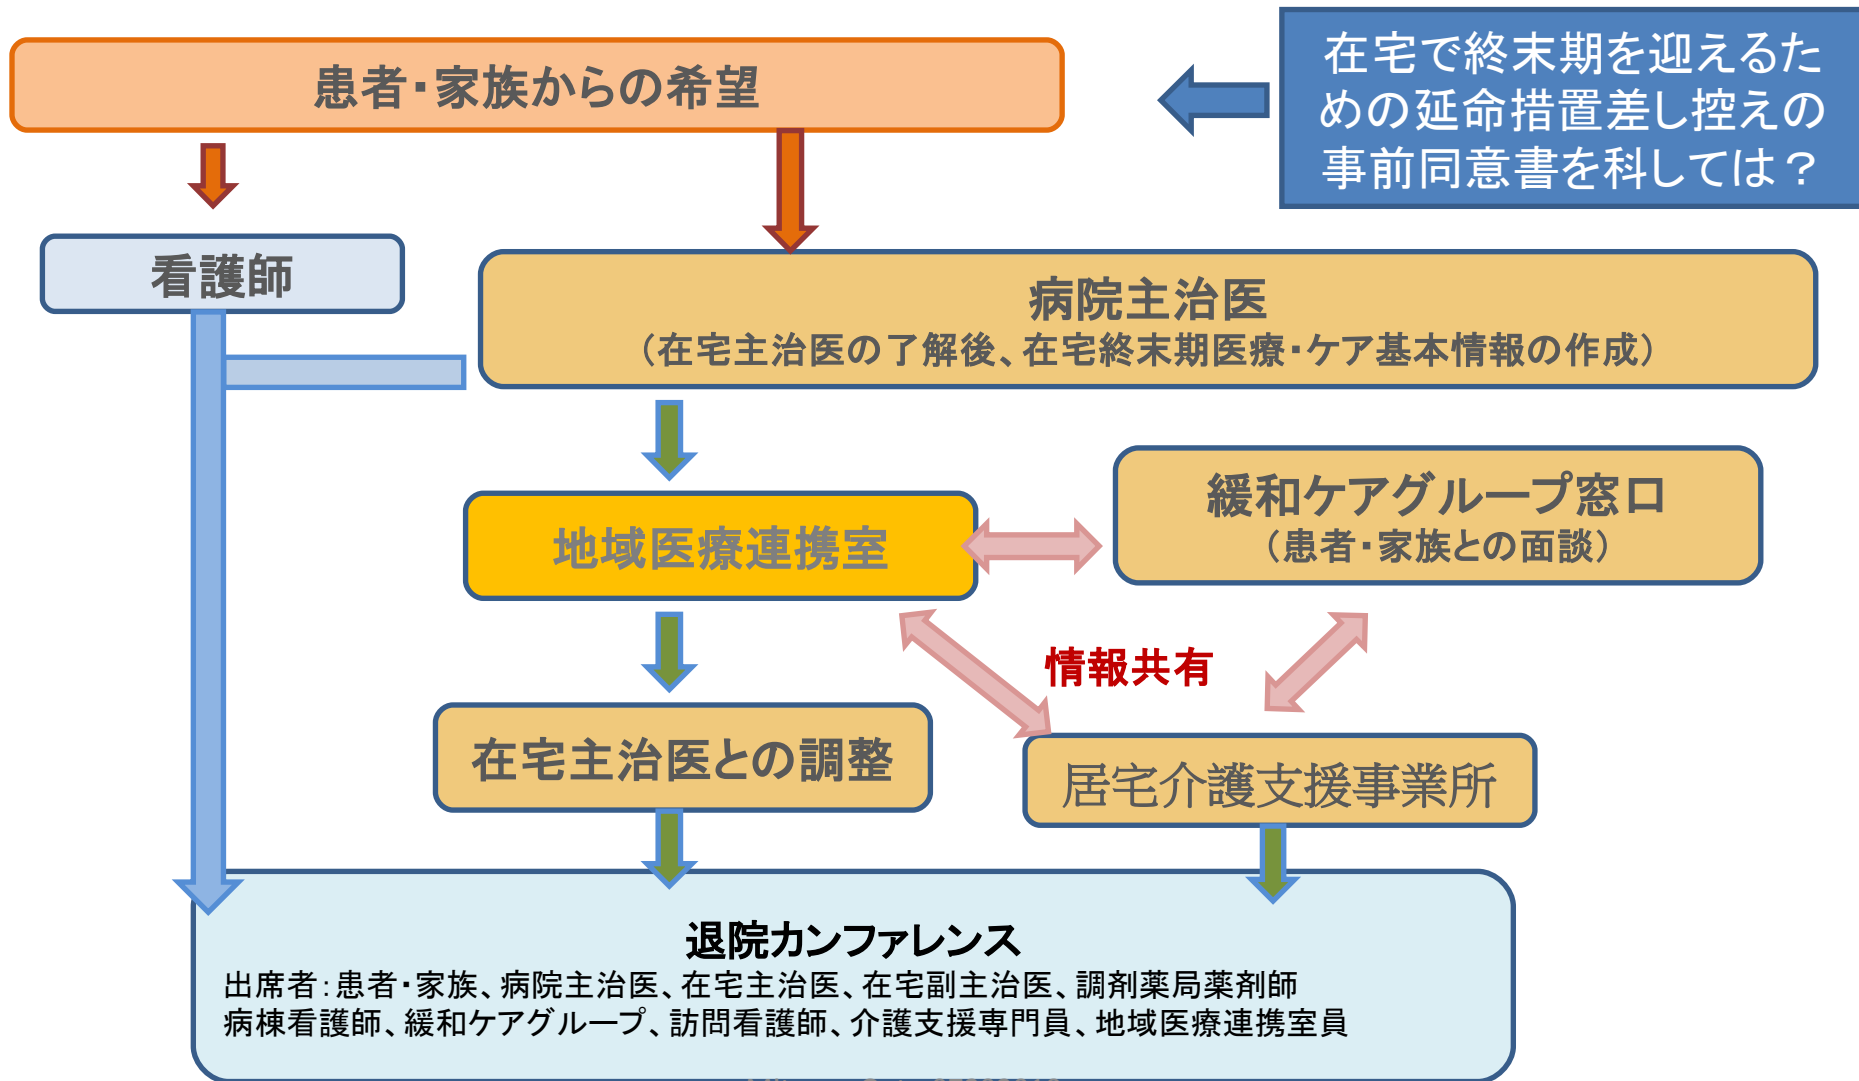 患者・家族からの希望
在宅で終末期を迎えるた
めの延命措置差し控えの
事前同意書を科しては？
看護師
病院主治医
（在宅主治医の了解後、在宅終末期医療・ケア基本情報の作成）
緩和ケアグループ窓口
（患者・家族との面談）
地域医療連携室
情報共有
在宅主治医との調整
居宅介護支援事業所
退院カンファレンス
出席者：患者・家族、病院主治医、在宅主治医、在宅副主治医、調剤薬局薬剤師
病棟看護師、緩和ケアグループ、訪問看護師、介護支援専門員、地域医療連携室員